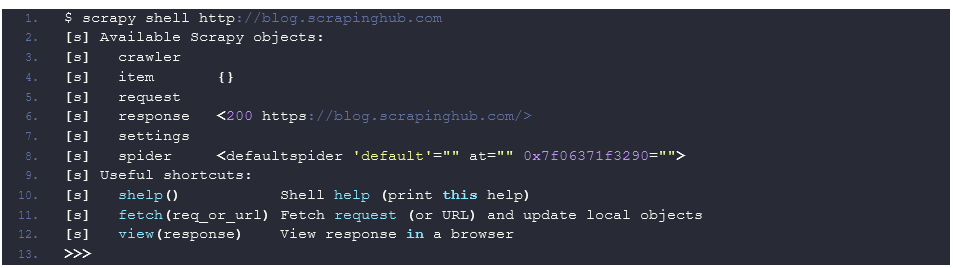 1. $ scrapy shell http://blog.scrapinghub.com
2. [s] Available Scrapy objects:
3. [s]   crawler
4. [s]   item       {}
5. [s]   request
6. [s]   response   <200 https://blog.scrapinghub.com/>
7. [s]   settings
8. [s]   spider     <defaultspider 'default'="" at="" 0x7f06371f3290="">
9. [s] Useful shortcuts:
10. [s]   shelp()           Shell help (print this help)
11. [s]   fetch(req_or_url) Fetch request (or URL) and update local objects
12. [s]   view(response)    View response in a browser
13. >>>